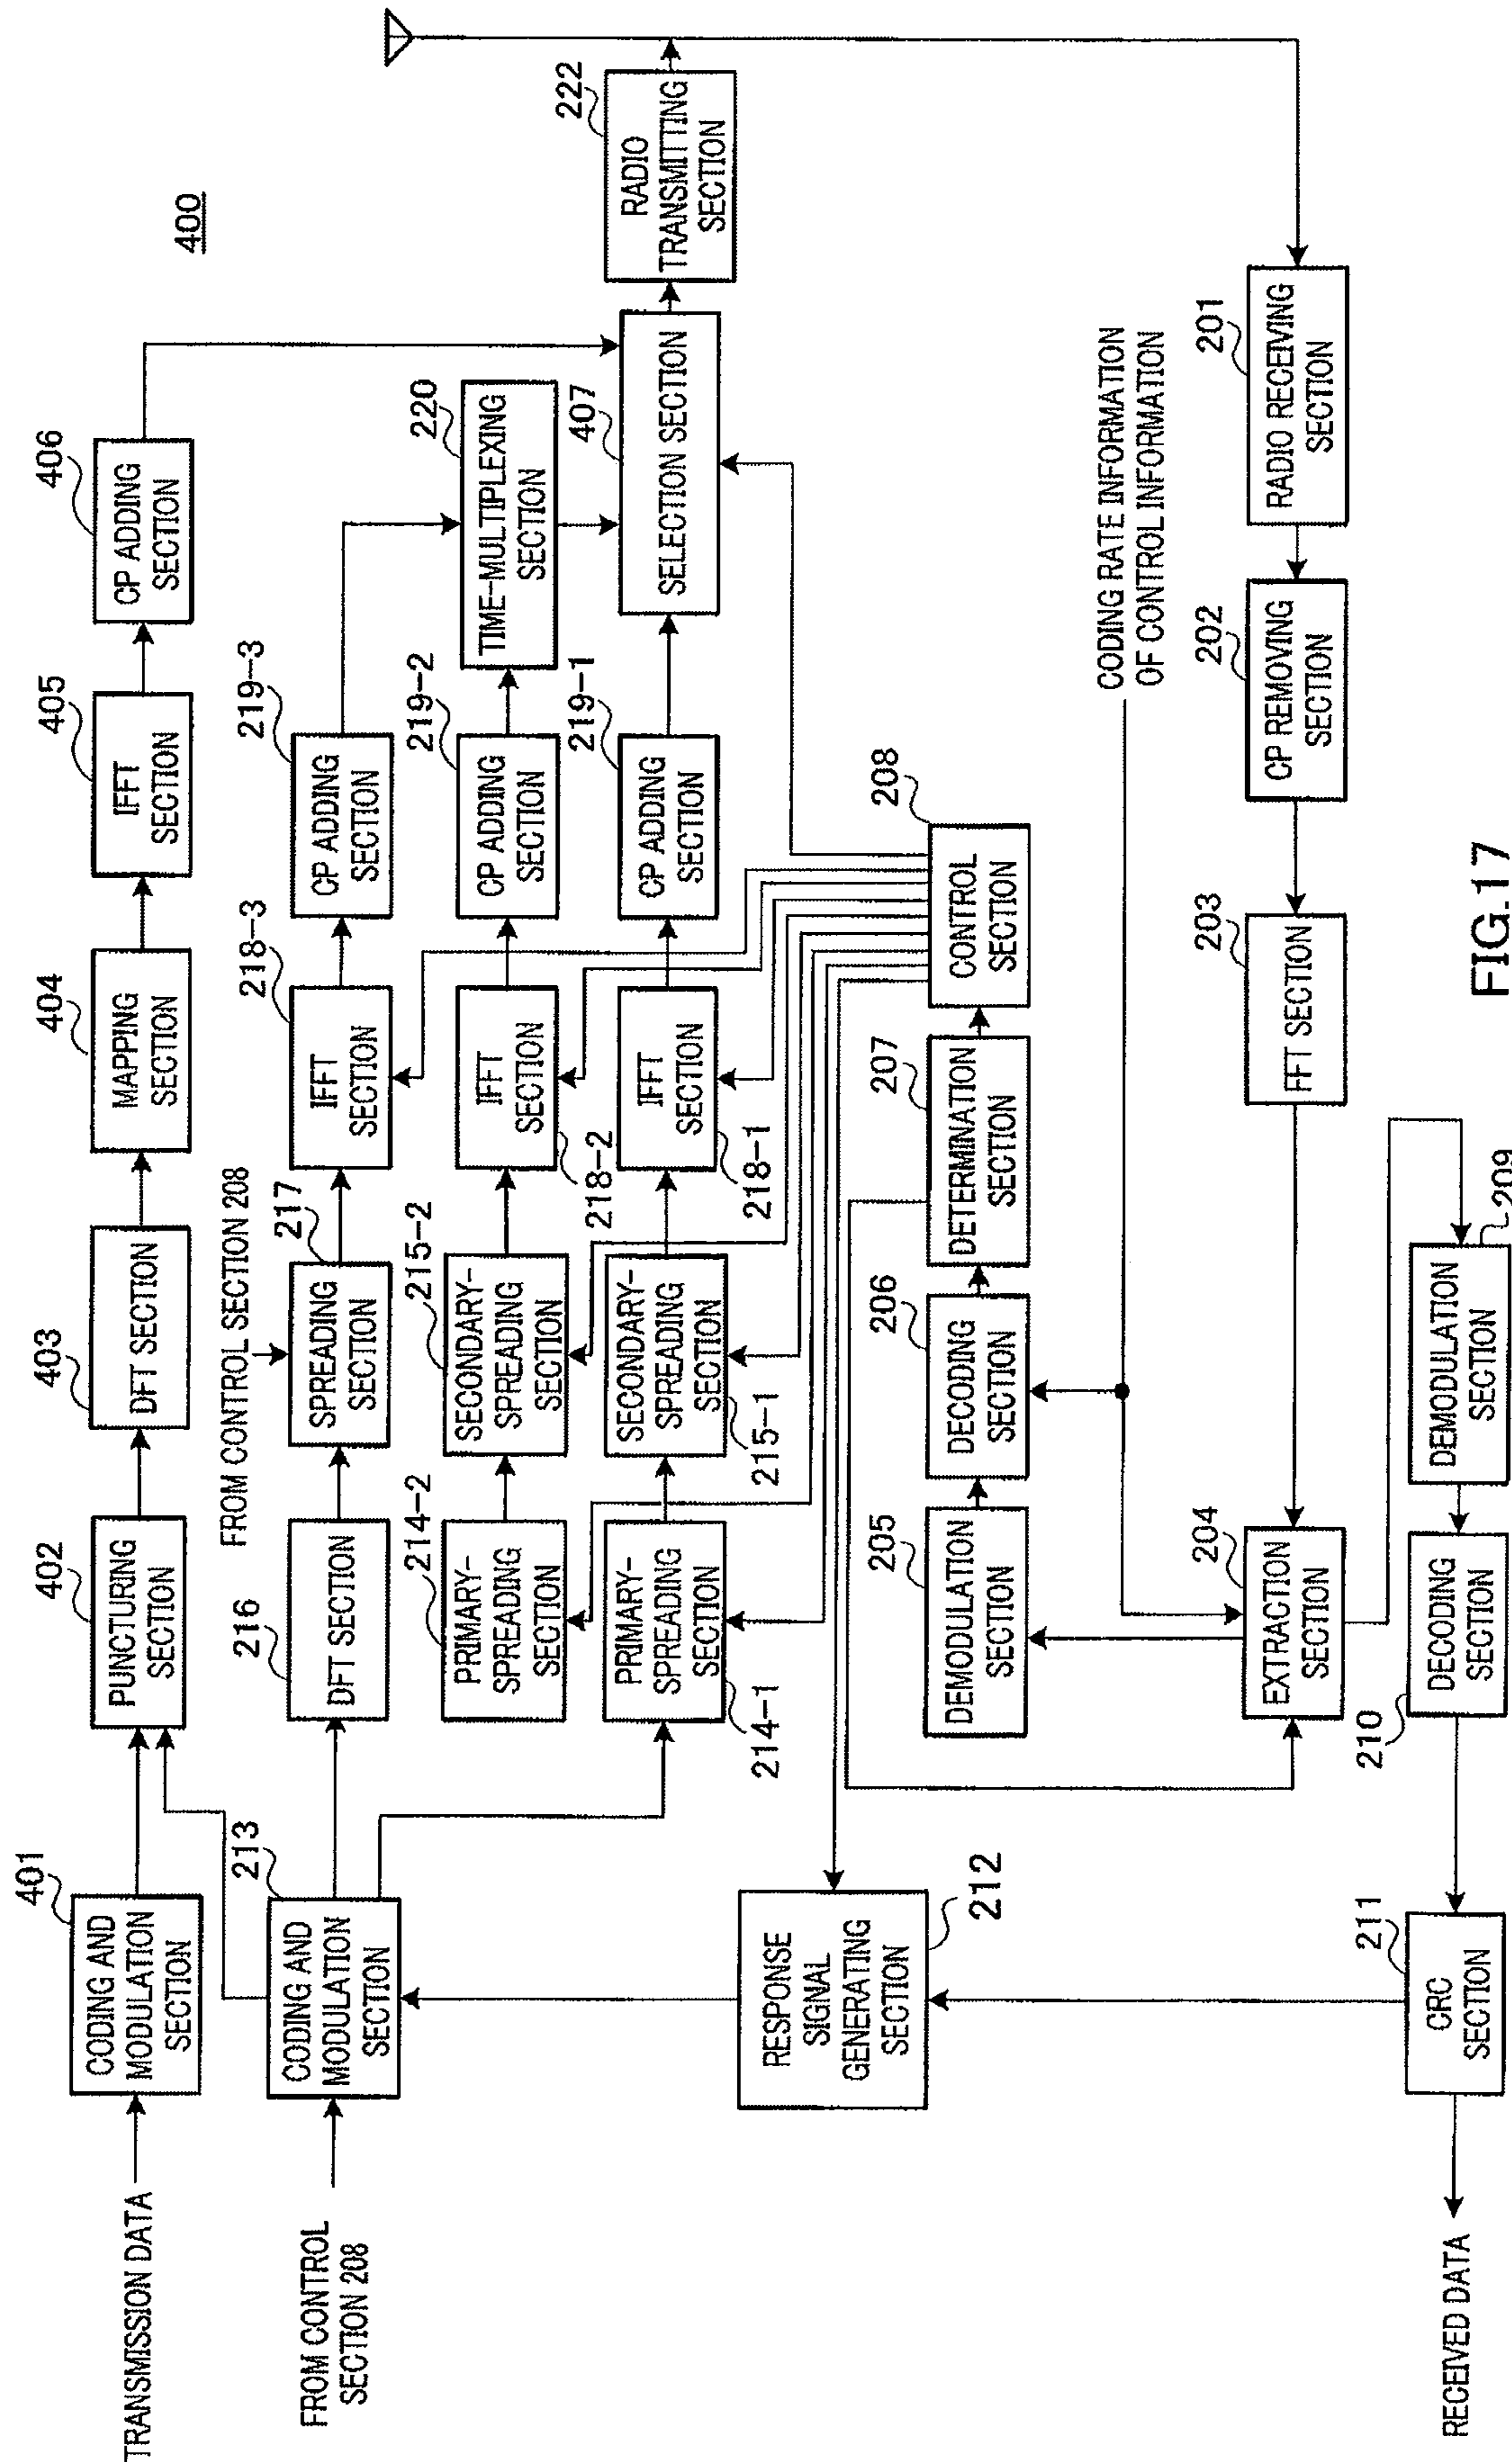 400
TRANSMISSION DATA
401
CODING AND
MODULATION
SECTION
402
PUNCTURING
SECTION
403
DFT SECTION
404
MAPPING
SECTION
405
IFFT
SECTION
406
CP ADDING
SECTION
FROM CONTROL
SECTION 208
213
CODING AND
MODULATION
SECTION
216
DFT SECTION
FROM CONTROL SECTION 208
217
SPREADING
SECTION
218-3
IFFT
SECTION
219-3
CP ADDING
SECTION
214-2
PRIMARY-
SPREADING
SECTION
215-2
SECONDARY-
SPREADING
SECTION
IFFT
SECTION
218-2
219-2
CP ADDING
SECTION
220
TIME-MULTIPLEXING
SECTION
PRIMARY-
SPREADING
SECTION
214-1
SECONDARY-
SPREADING
SECTION
215-1
IFFT
SECTION
218-1
219-1
CP ADDING
SECTION
407
SELECTION SECTION
222
RADIO
TRANSMITTING
SECTION
RESPONSE
SIGNAL
GENERATING
SECTION
212
205
DEMODULATION
SECTION
206
DECODING
SECTION
207
DETERMINATION
SECTION
208
CONTROL
SECTION
CODING RATE INFORMATION
OF CONTROL INFORMATION
204
EXTRACTION
SECTION
203
FFT SECTION
202
CP REMOVING
SECTION
201
RADIO RECEIVING
SECTION
RECEIVED DATA
211
CRC
SECTION
210
DECODING
SECTION
DEMODULATION
SECTION
209
FIG.17